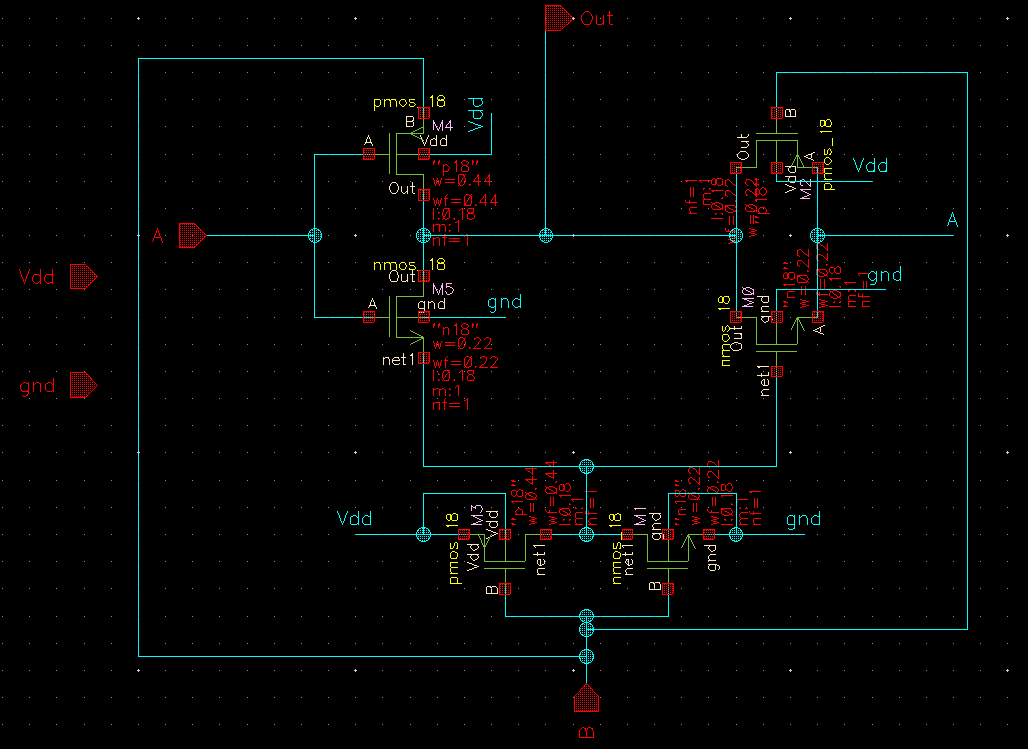 Out
pmos_18
B
M4
Vdd
A
Vdd
"p18"
w=0.44
wf=0.44
l:0.18
m:1
nf=1
Out
A
Vdd
gnd
nmos_18
Out
M5
A
gnd
gnd
"n18"
w=0.22
wf=0.22
l:0.18
m:1
nf=1
net1
B
Out
A
pmos_18
Vdd
Vdd
M2
p18"
w=0.22
wf=0.22
l:0.18
m:1
nf=1
A
nmos_18
Out
M0
gnd
gnd
"n18"
w=0.22
wf=0.22
l:0.18
m:1
nf=1
A
net1
Vdd
pmos_18
Vdd
M3
Vdd
"p18"
w=0.44
wf=0.44
l:0.18
m:1
nf=1
net1
B
nmos_18
net1
M1
gnd
"n18"
w=0.22
wf=0.22
l:0.18
m:1
nf=1
gnd
gnd
B
B